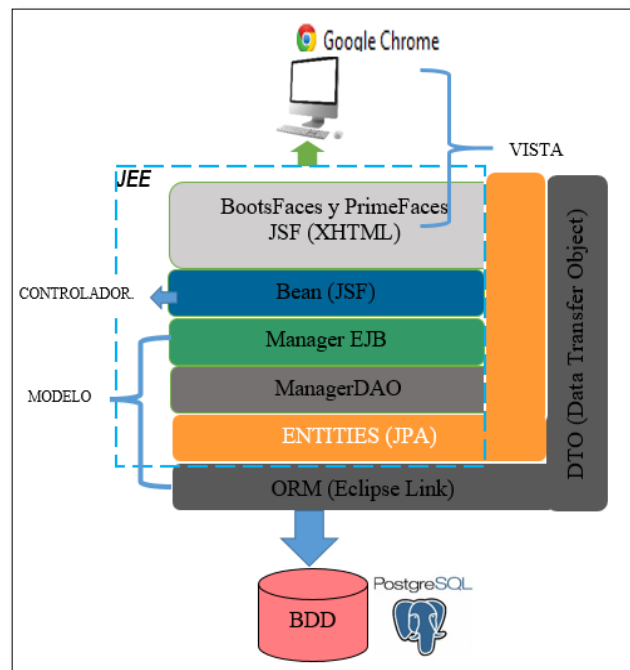 Google Chrome
VISTA
JEE
BootsFaces y PrimeFaces
JSF (XHTML)
CONTROLADOR.
Bean (JSF)
Manager EJB
MODELO
ManagerDAO
ENTITIES (JPA)
ORM (Eclipse Link)
DTO (Data Transfer Object)
BDD
PostgreSQL